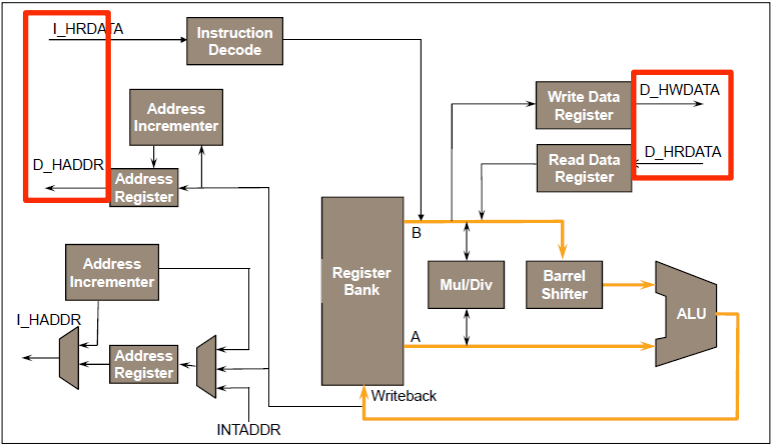 I_HRDATA
Instruction
Decode
Address
Incrementer
D_HADDR
Address
Register
Write Data
Register
D_HWDATA
Read Data
Register
D_HRDATA
B
Register
Bank
Mul/Div
Barrel
Shifter
ALU
A
Address
Incrementer
I_HADDR
Address
Register
Writeback
INTADDR